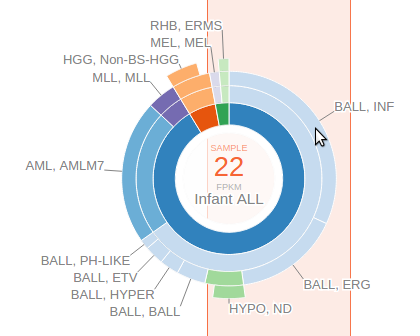 RHB, ERMS
MEL, MEL
HGG, Non-BS-HGG
MLL, MLL
BALL, INF
AML, AMLM7
SAMPLE
22
FPKM
Infant ALL
BALL, PH-LIKE
BALL, ETV
BALL, HYPER
BALL, BALL
BALL, ERG
HYPO, ND